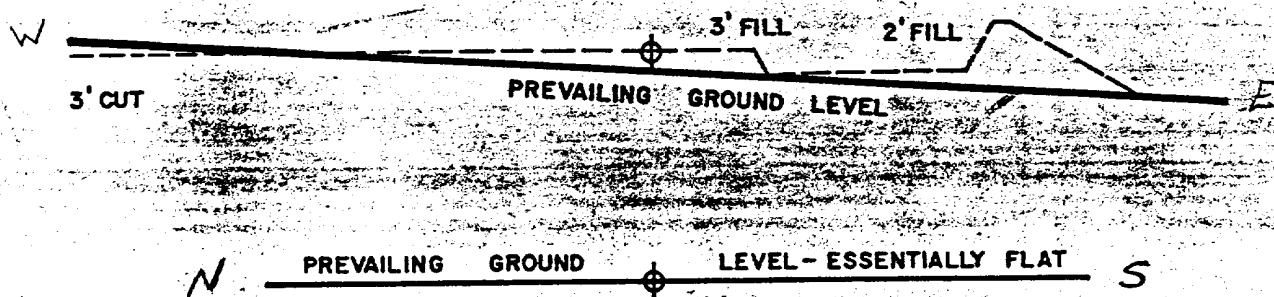 W 3' FILL 2' FILL
3' CUT PREVAILING GROUND LEVEL E
N PREVAILING GROUND LEVEL - ESSENTIALLY FLAT S